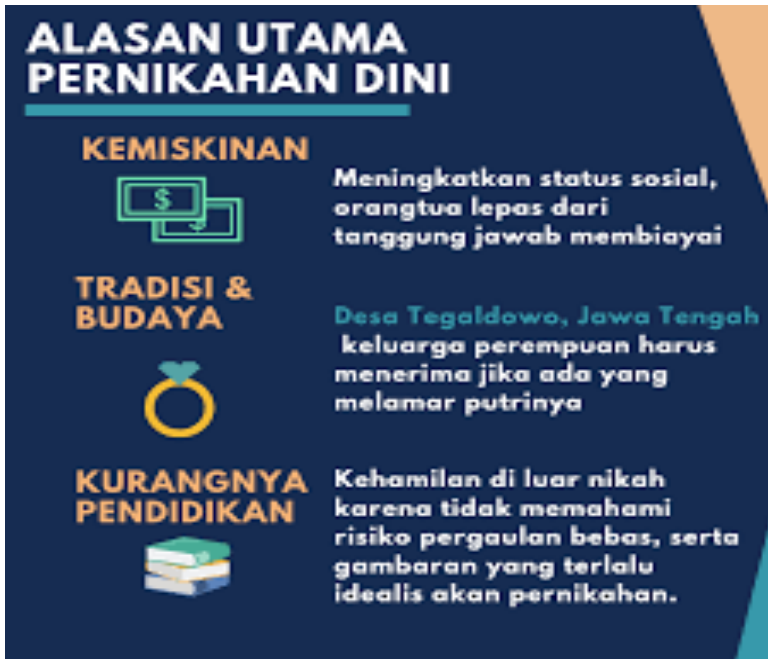 ALASAN UTAMA
PERNIKAHAN DINI
KEMISKINAN
$
$
Meningkatkan status sosial,
orangtua lepas dari
tanggung jawab membiayai
TRADISI &
BUDAYA
Desa Tegaldowo, Jawa Tengah
keluarga perempuan harus
menerima jika ada yang
melamar putrinya
KURANGNYA
PENDIDIKAN
Kehamilan di luar nikah
karena tidak memahami
risiko pergaulan bebas, serta
gambaran yang terlalu
idealis akan pernikahan.